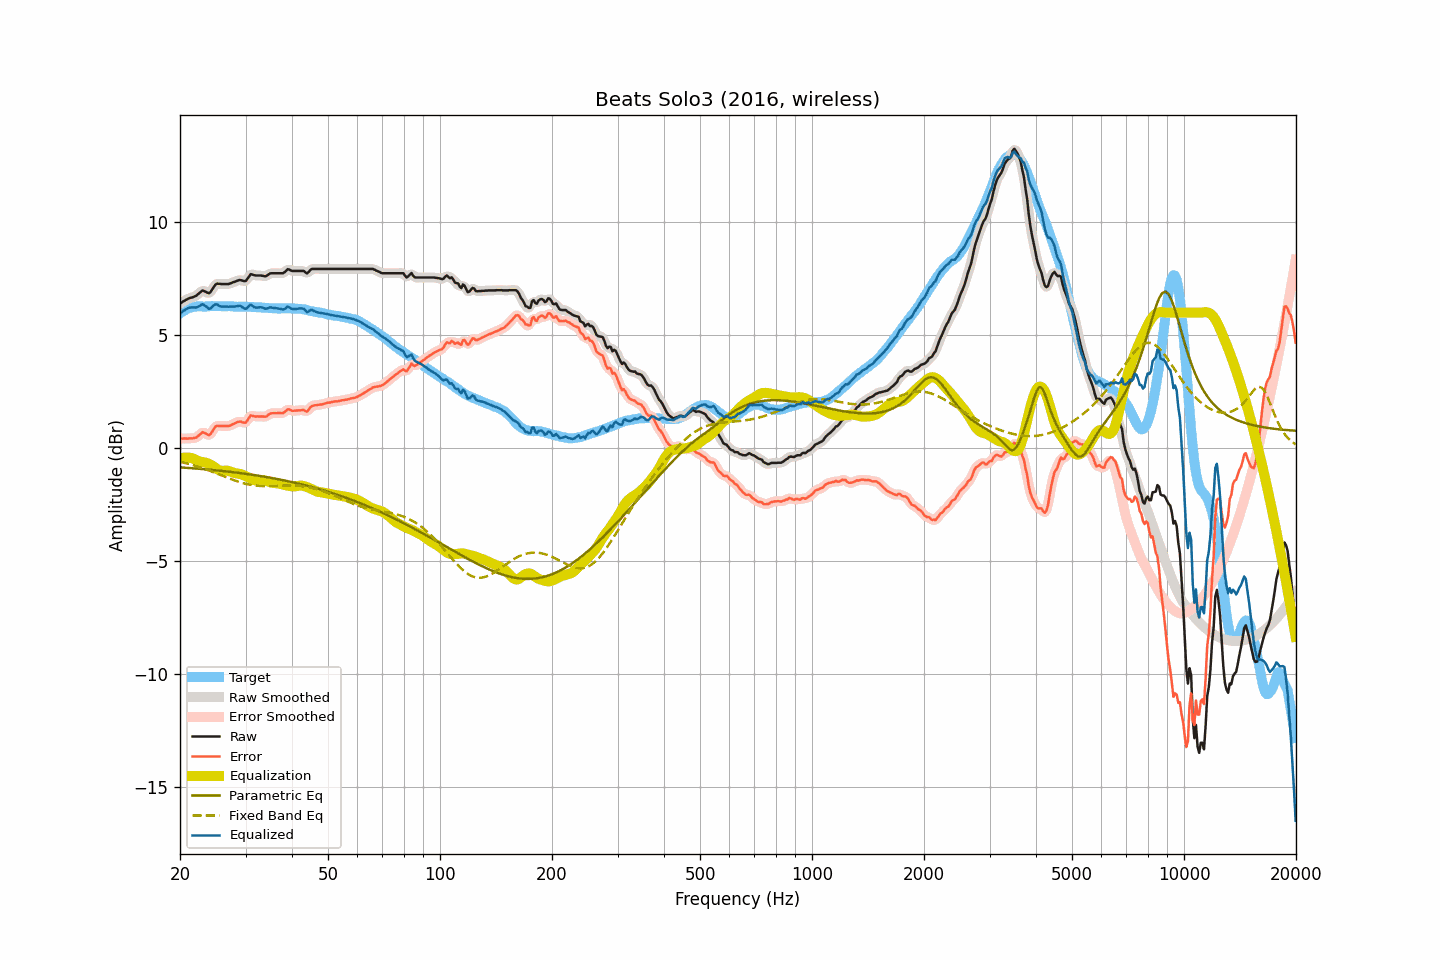 Beats Solo3 (2016, wireless)
Amplitude (dBr)
10
5
0
−5
−10
−15
Target
Raw Smoothed
Error Smoothed
Raw
Error
Equalization
Parametric Eq
Fixed Band Eq
Equalized
20 50 100 200 500 1000 2000 5000 10000 20000
Frequency (Hz)